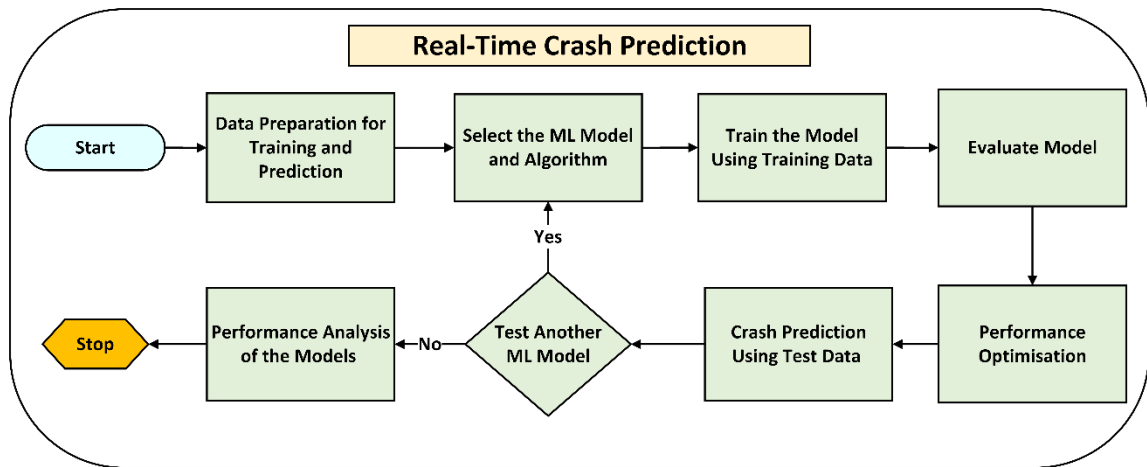 Real-Time Crash Prediction
Start
Data Preparation for
Training and
Prediction
Select the ML Model
and Algorithm
Train the Model
Using Training Data
Evaluate Model
Yes
Stop
Performance Analysis
of the Models
No
Test Another
ML Model
Crash Prediction
Using Test Data
Performance
Optimisation